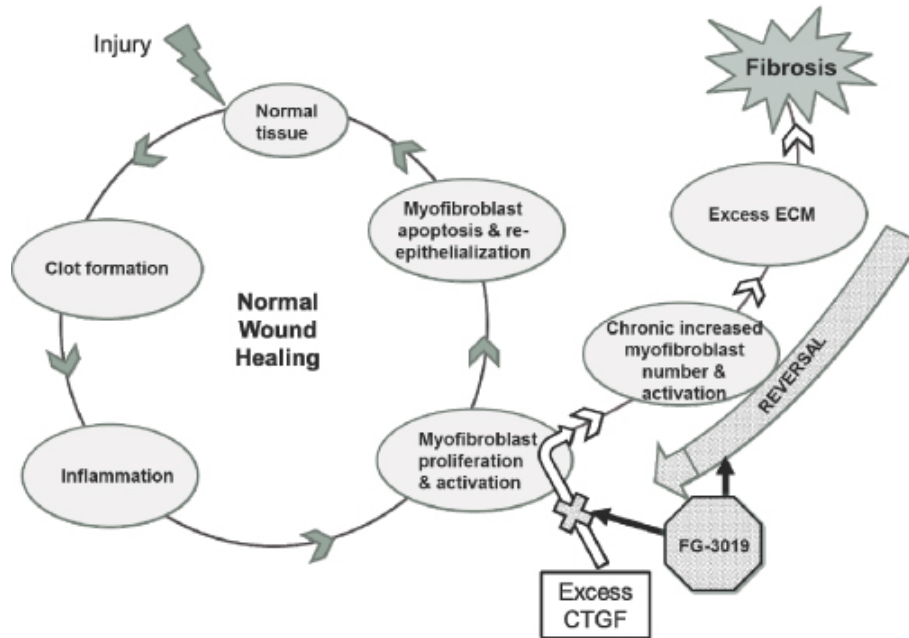 Injury
Normal
tissue
Clot formation
Inflammation
Normal
Wound
Healing
Myofibroblast
apoptosis & re-
epithelialization
Myofibroblast
proliferation
& activation
Fibrosis
Excess ECM
Chronic increased
myofibroblast
number &
activation
REVERSAL
FG-3019
Excess
CTGF